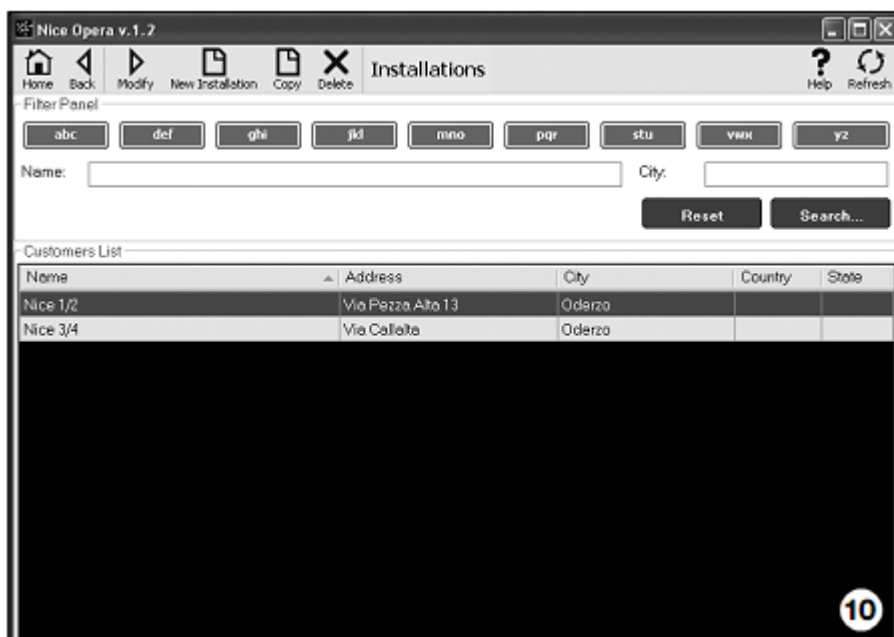 Nice Opera v.1.2
Home Back Modify New Installation Copy Delete Installations Help Refresh
Filter Panel
abc def ghi jkl mno pqr stu vwx yz
Name: City:
Reset Search...
Customers List
Name Address City Country State
Nice 1/2 Via Pezza Alta 13 Oderzo
Nice 3/4 Via Callalta Oderzo
10